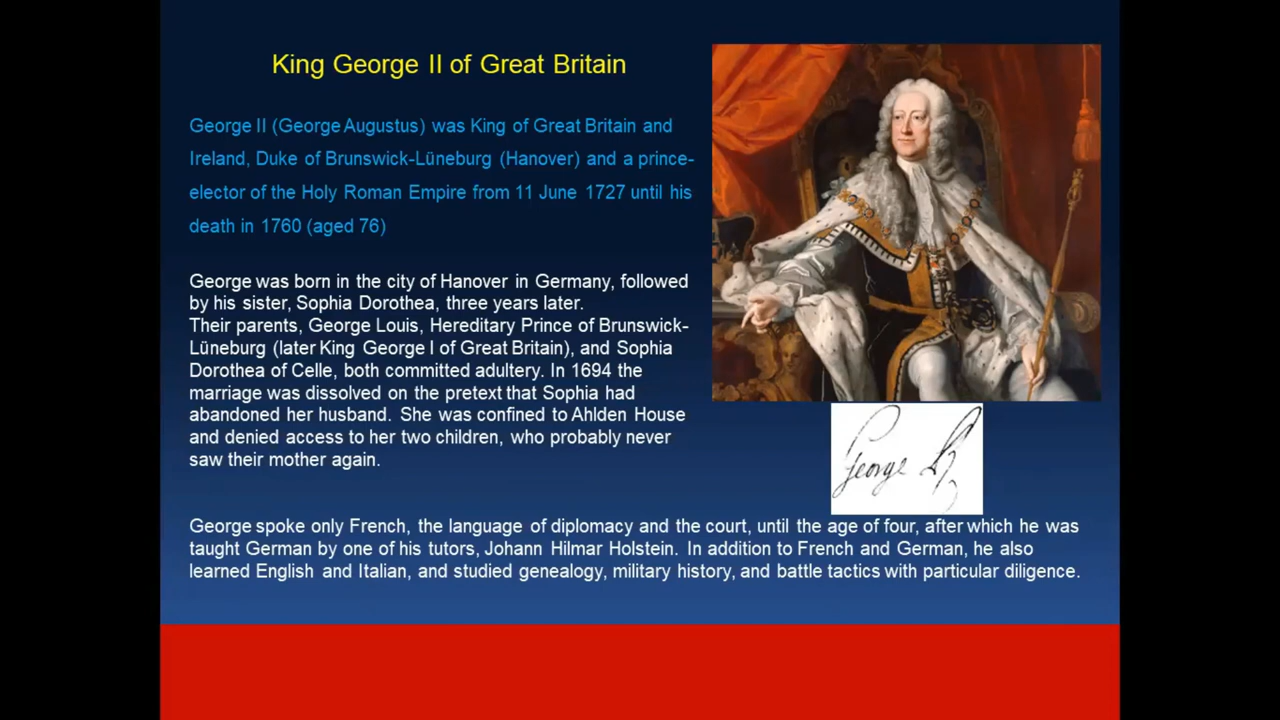 King George II of Great Britain
George II (George Augustus) was King of Great Britain and
Ireland, Duke of Brunswick-Lüneburg (Hanover) and a prince-
elector of the Holy Roman Empire from 11 June 1727 until his
death in 1760 (aged 76)
George was born in the city of Hanover in Germany, followed
by his sister, Sophia Dorothea, three years later.
Their parents, George Louis, Hereditary Prince of Brunswick-
Lüneburg (later King George I of Great Britain), and Sophia
Dorothea of Celle, both committed adultery. In 1694 the
marriage was dissolved on the pretext that Sophia had
abandoned her husband. She was confined to Ahlden House
and denied access to her two children, who probably never
saw their mother again.
George R
George spoke only French, the language of diplomacy and the court, until the age of four, after which he was
taught German by one of his tutors, Johann Hilmar Holstein. In addition to French and German, he also
learned English and Italian, and studied genealogy, military history, and battle tactics with particular diligence.